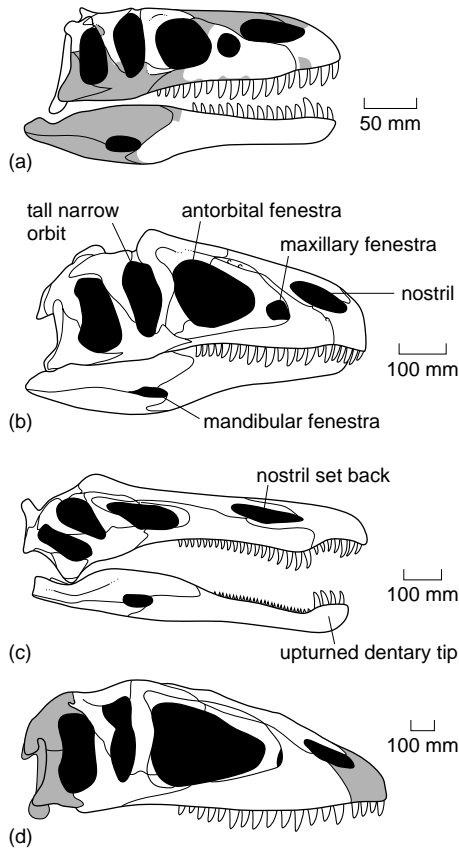 50 mm
(a)
tall narrow
orbit
antorbital fenestra
maxillary fenestra
nostril
100 mm
(b)
mandibular fenestra
nostril set back
100 mm
(c)
upturned dentary tip
100 mm
(d)